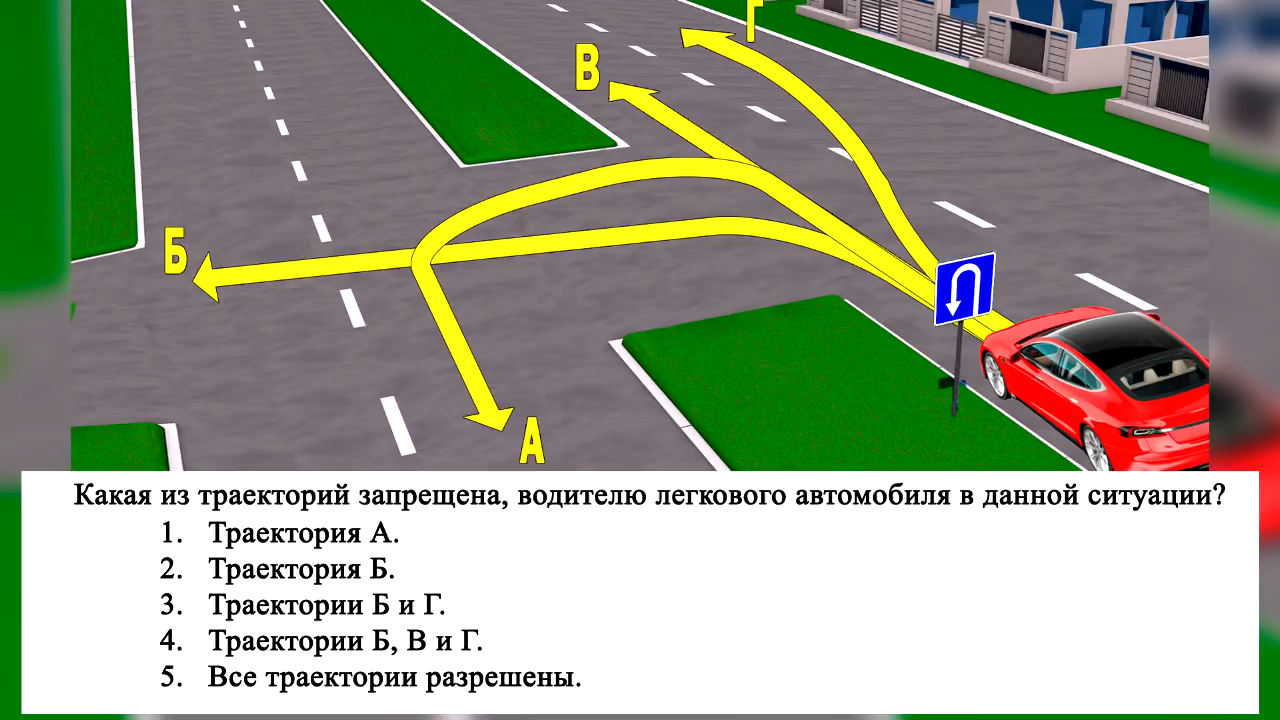 Г
В
Б
А
Какая из траекторий запрещена, водителю легкового автомобиля в данной ситуации?
1. Траектория А.
2. Траектория Б.
3. Траектории Б и Г.
4. Траектории Б, В и Г.
5. Все траектории разрешены.